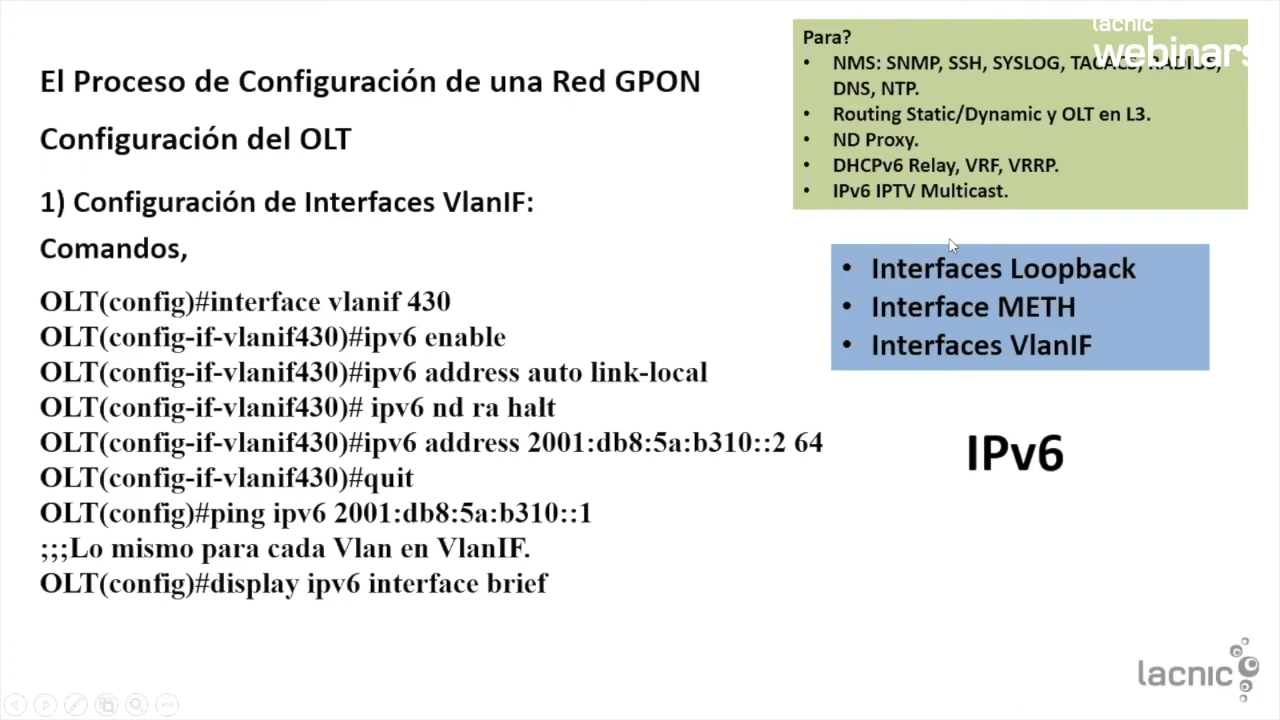 El Proceso de Configuración de una Red GPON
Configuración del OLT
1) Configuración de Interfaces VlanIF:
Comandos,
OLT(config)#interface vlanif 430
OLT(config-if-vlanif430)#ipv6 enable
OLT(config-if-vlanif430)#ipv6 address auto link-local
OLT(config-if-vlanif430)# ipv6 nd ra halt
OLT(config-if-vlanif430)#ipv6 address 2001:db8:5a:b310::2 64
OLT(config-if-vlanif430)#quit
OLT(config)#ping ipv6 2001:db8:5a:b310::1
;;;Lo mismo para cada Vlan en VlanIF.
OLT(config)#display ipv6 interface brief
lacnic
webinars
Para?
• NMS: SNMP, SSH, SYSLOG, TACACS, RADIUS,
DNS, NTP.
• Routing Static/Dynamic y OLT en L3.
• ND Proxy.
• DHCPv6 Relay, VRF, VRRP.
• IPv6 IPTV Multicast.
• Interfaces Loopback
• Interface METH
• Interfaces VlanIF
IPv6
lacnic